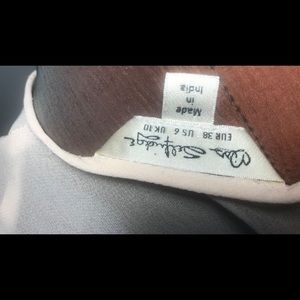 Miss Selfridge
EUR 38 US 6 UK 10
Made
in
India